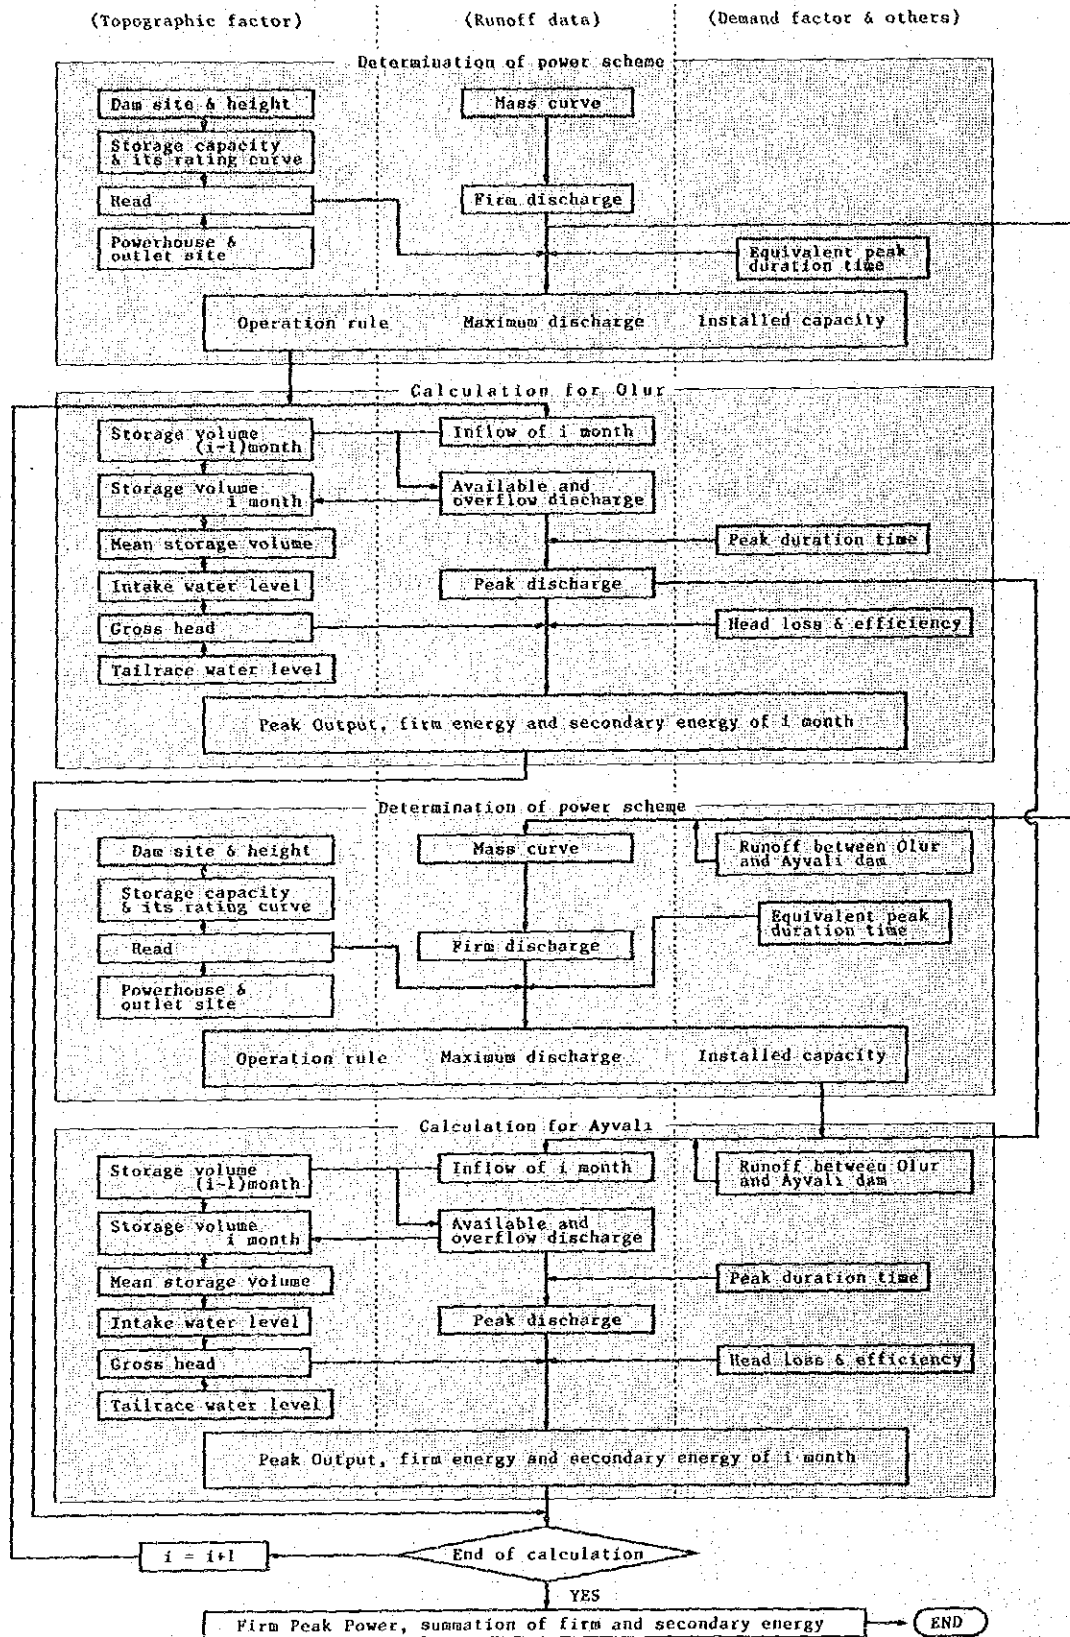 (Topographic factor)
(Runoff data)
(Demand factor & others)
Determination of power scheme
Dam site & height
Mass curve
Storage capacity
& its rating curve
Head
Firm discharge
Powerhouse &
outlet site
Equivalent peak
duration time
Operation rule
Maximum discharge
Installed capacity
Calculation for Olur
Storage volume
(i-1)month
Inflow of i month
Storage volume
i month
Available and
overflow discharge
Mean storage volume
Peak duration time
Intake water level
Peak discharge
Gross head
Head loss & efficiency
Tailrace water level
Peak Output, firm energy and secondary energy of i month
Determination of power scheme
Dam site & height
Mass curve
Runoff between Olur
and Ayvali dam
Storage capacity
& its rating curve
Equivalent peak
duration time
Read
Firm discharge
Powerhouse &
outlet site
Operation rule
Maximum discharge
Installed capacity
Calculation for Ayvalı
Storage volume
(i-1)month
Inflow of i month
Runoff between Olur
and Ayvali dam
Storage volume
i month
Available and
overflow discharge
Mean storage volume
Peak duration time
Intake water level
Peak discharge
Gross head
Head loss & efficiency
Tailrace water level
Peak Output, firm energy and secondary energy of i month
i = i+1
End of calculation
YES
Firm Peak Power, summation of firm and secondary energy
END